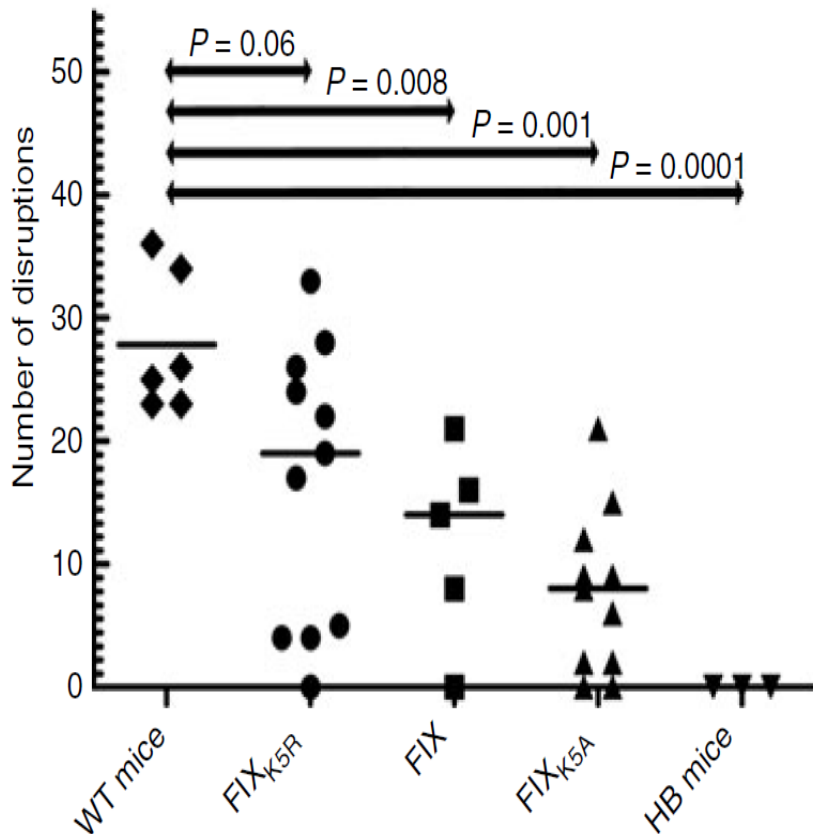 P = 0.06
P = 0.008
P = 0.001
P = 0.0001
Number of disruptions
50
40
30
20
10
0
WT mice
FIXK5R
FIX
FIXK5A
HB mice